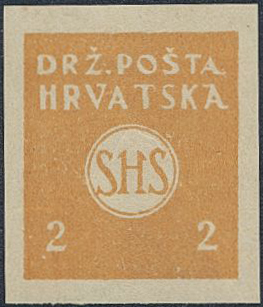 DRŽ. POŠTA
HRVATSKA
SHS
2 2